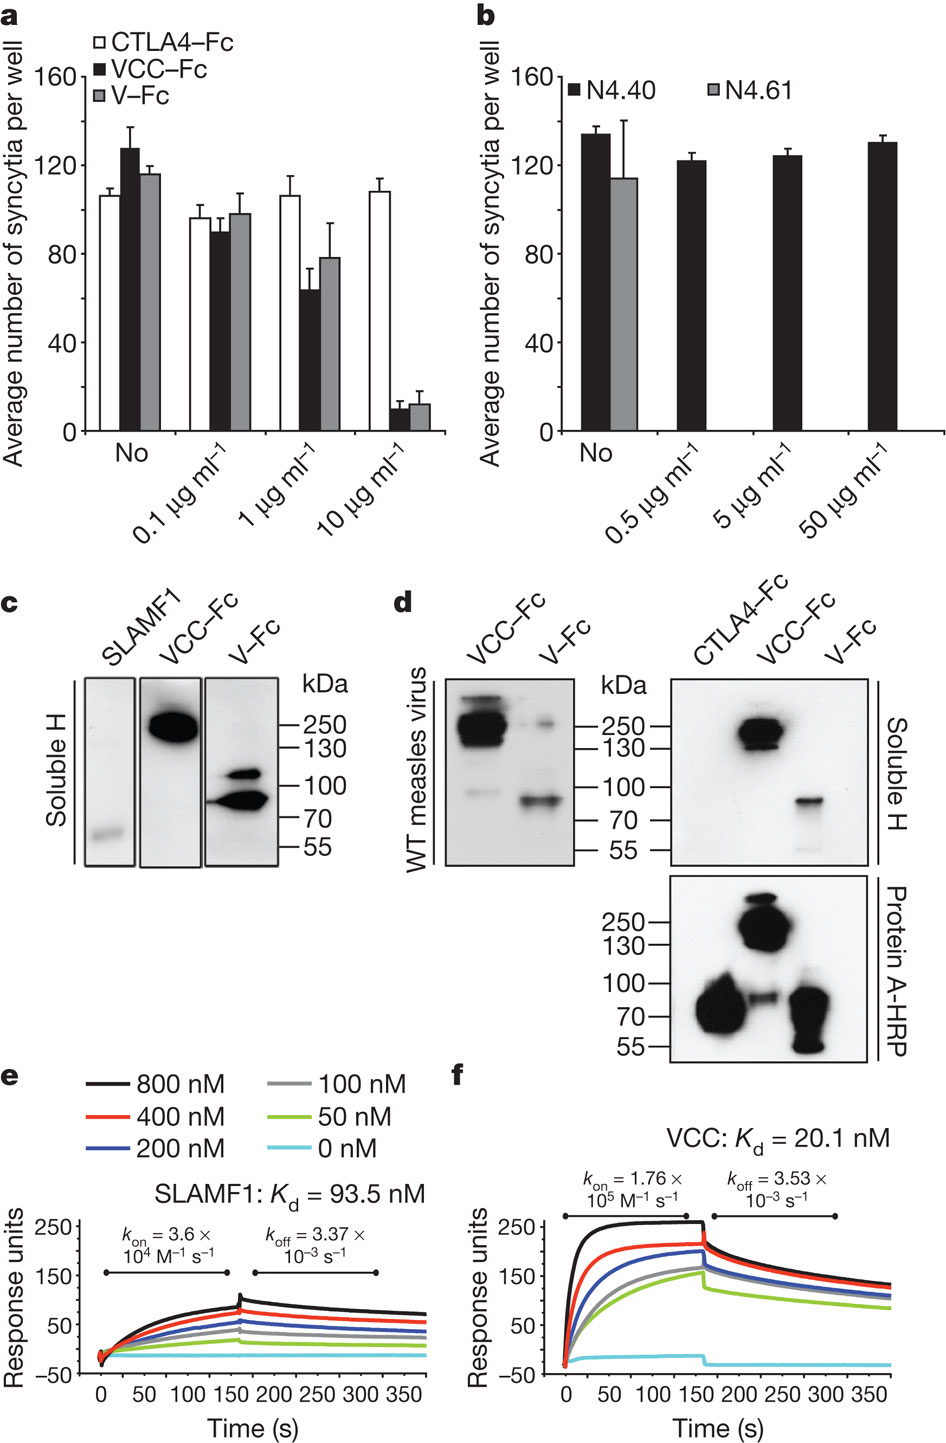 a
CTLA4–Fc
VCC–Fc
V–Fc
Average number of syncytia per well
160
120
80
40
0
No
0.1 µg ml–1
1 µg ml–1
10 µg ml–1
b
N4.40
N4.61
Average number of syncytia per well
160
120
80
40
0
No
0.5 µg ml–1
5 µg ml–1
50 µg ml–1
c
SLAMF1
VCC–Fc
V–Fc
Soluble H
kDa
250
130
100
70
55
d
VCC–Fc
V–Fc
WT measles virus
kDa
250
130
100
70
55
CTLA4–Fc
VCC–Fc
V–Fc
Soluble H
250
130
100
70
55
Protein A-HRP
e
800 nM
400 nM
200 nM
100 nM
50 nM
0 nM
SLAMF1: Kd = 93.5 nM
kon = 3.6 ×
104 M–1 s–1
koff = 3.37 ×
10–3 s–1
Response units
250
150
50
–50
0 50 100 150 200 250 300 350
Time (s)
f
VCC: Kd = 20.1 nM
kon = 1.76 ×
105 M–1 s–1
koff = 3.53 ×
10–3 s–1
Response units
250
150
50
–50
0 50 100 150 200 250 300 350
Time (s)